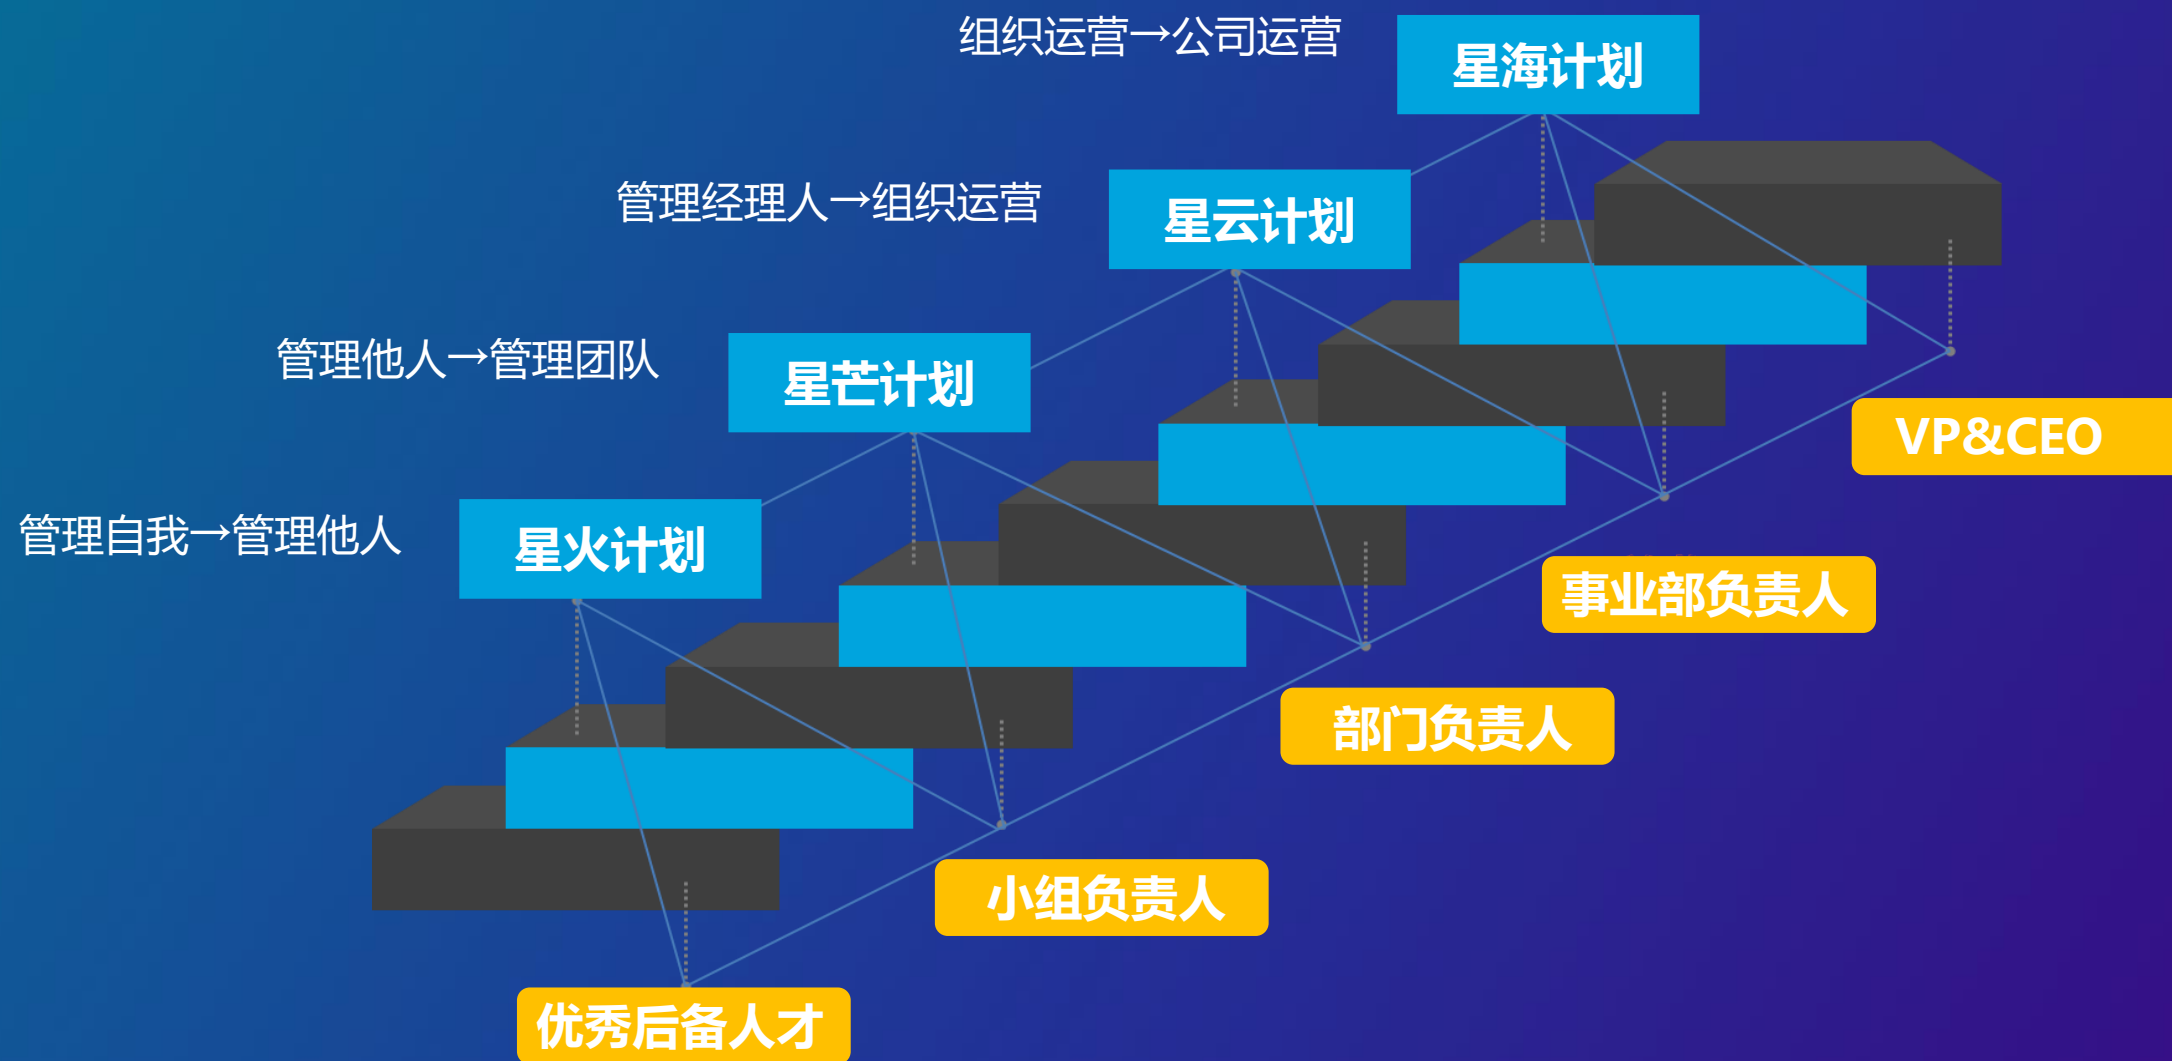 组织运营→公司运营
星海计划
管理经理人→组织运营
星云计划
管理他人→管理团队
星芒计划
VP&CEO
管理自我→管理他人
星火计划
事业部负责人
部门负责人
小组负责人
优秀后备人才